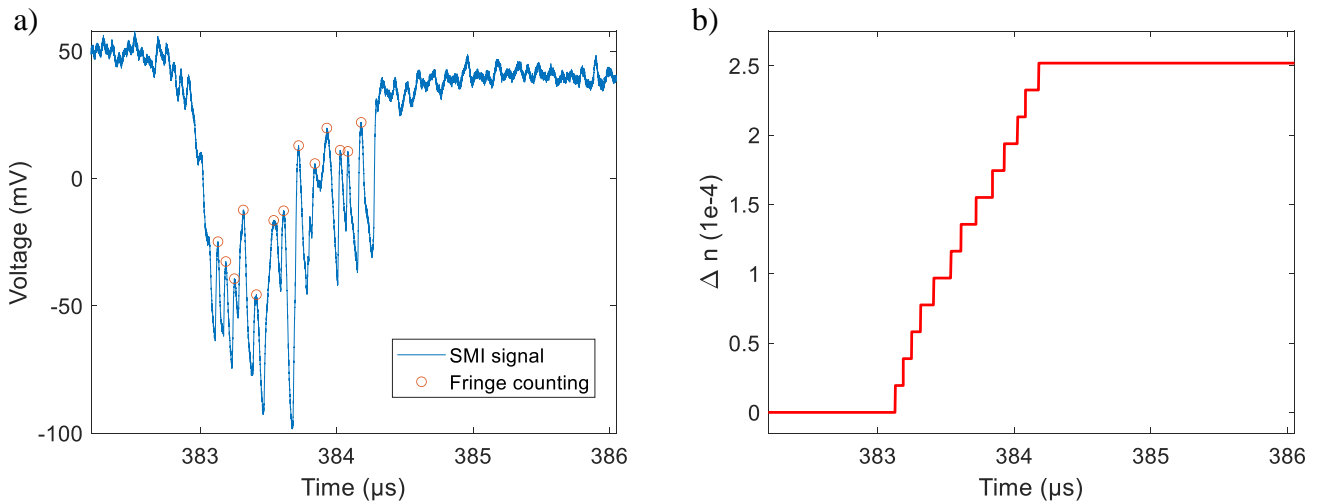 a)
50
0
-50
-100
Voltage (mV)
383
384
385
386
Time (µs)
SMI signal
Fringe counting
b)
2.5
2
1.5
1
0.5
0
Δ n (1e-4)
383
384
385
386
Time (µs)